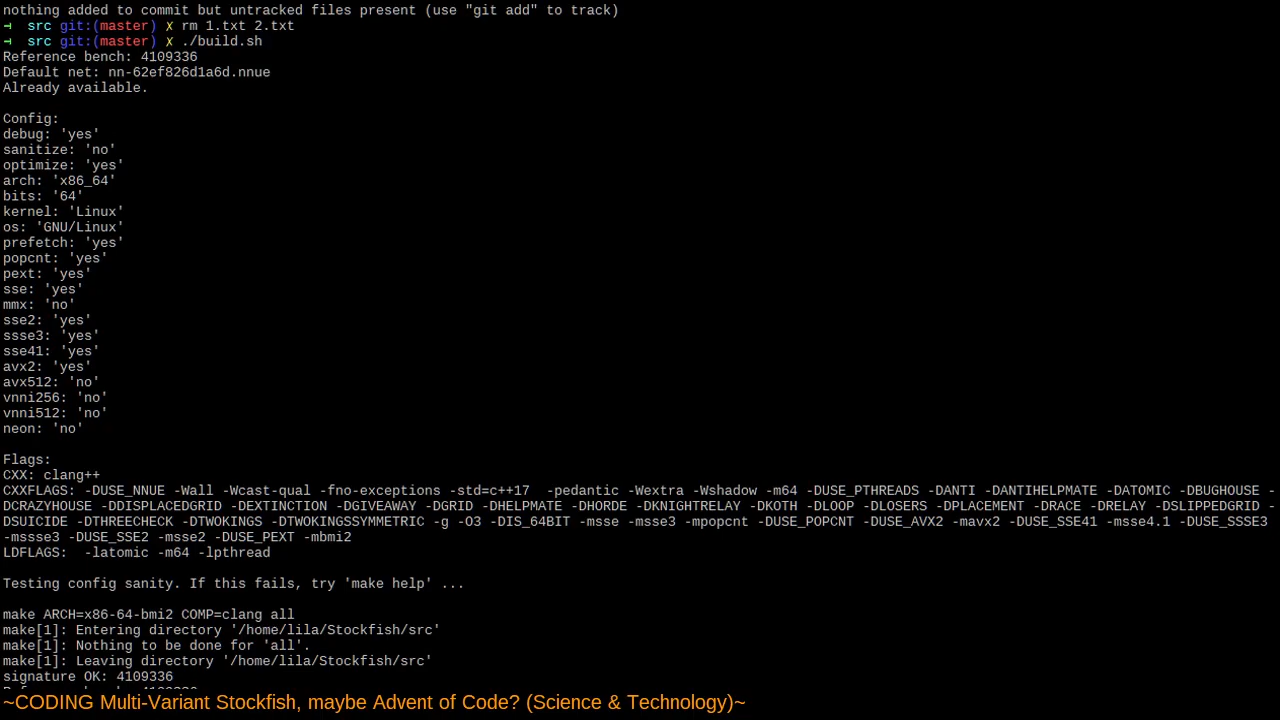 nothing added to commit but untracked files present (use "git add" to track)
→  src git:(master) ✗ rm 1.txt 2.txt
→  src git:(master) ✗ ./build.sh
Reference bench: 4109336
Default net: nn-62ef826d1a6d.nnue
Already available.

Config:
debug: 'yes'
sanitize: 'no'
optimize: 'yes'
arch: 'x86_64'
bits: '64'
kernel: 'Linux'
os: 'GNU/Linux'
prefetch: 'yes'
popcnt: 'yes'
pext: 'yes'
sse: 'yes'
mmx: 'no'
sse2: 'yes'
ssse3: 'yes'
sse41: 'yes'
avx2: 'yes'
avx512: 'no'
vnni256: 'no'
vnni512: 'no'
neon: 'no'

Flags:
CXX: clang++
CXXFLAGS: -DUSE_NNUE -Wall -Wcast-qual -fno-exceptions -std=c++17  -pedantic -Wextra -Wshadow -m64 -DUSE_PTHREADS -DANTI -DANTIHELPMATE -DATOMIC -DBUGHOUSE -
DCRAZYHOUSE -DDISPLACEDGRID -DEXTINCTION -DGIVEAWAY -DGRID -DHELPMATE -DHORDE -DKNIGHTRELAY -DKOTH -DLOOP -DLOSERS -DPLACEMENT -DRACE -DRELAY -DSLIPPEDGRID -
DSUICIDE -DTHREECHECK -DTWOKINGS -DTWOKINGSSYMMETRIC -g -O3 -DIS_64BIT -msse -msse3 -mpopcnt -DUSE_POPCNT -DUSE_AVX2 -mavx2 -DUSE_SSE41 -msse4.1 -DUSE_SSSE3
-mssse3 -DUSE_SSE2 -msse2 -DUSE_PEXT -mbmi2
LDFLAGS:  -latomic -m64 -lpthread

Testing config sanity. If this fails, try 'make help' ...

make ARCH=x86-64-bmi2 COMP=clang all
make[1]: Entering directory '/home/lila/Stockfish/src'
make[1]: Nothing to be done for 'all'.
make[1]: Leaving directory '/home/lila/Stockfish/src'
signature OK: 4109336
Reference bench: 4109336
~CODING Multi-Variant Stockfish, maybe Advent of Code? (Science & Technology)~